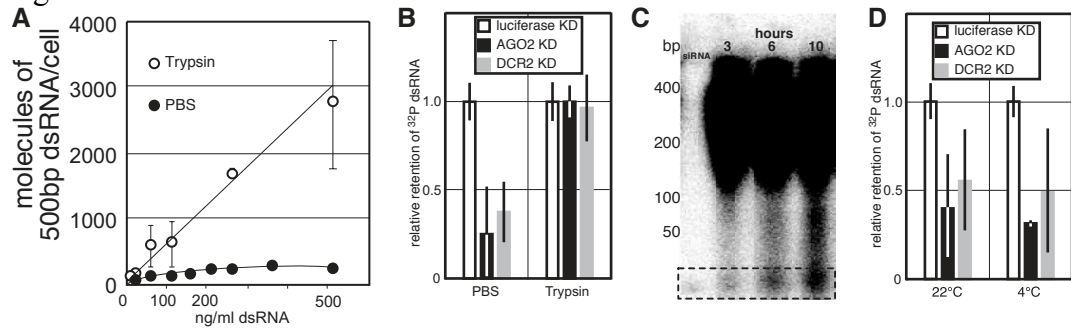 A
molecules of
500bp dsRNA/cell
4000
3000
2000
1000
0
Trypsin
PBS
0
100
200
500
ng/ml dsRNA
B
relative retention of ³²P dsRNA
luciferase KD
AGO2 KD
DCR2 KD
1.0
0.5
0
PBS
Trypsin
C
hours
bp
siRNA
3
6
10
400
200
100
50
D
relative retention of ³²P dsRNA
luciferase KD
AGO2 KD
DCR2 KD
1.0
0.5
0
22°C
4°C